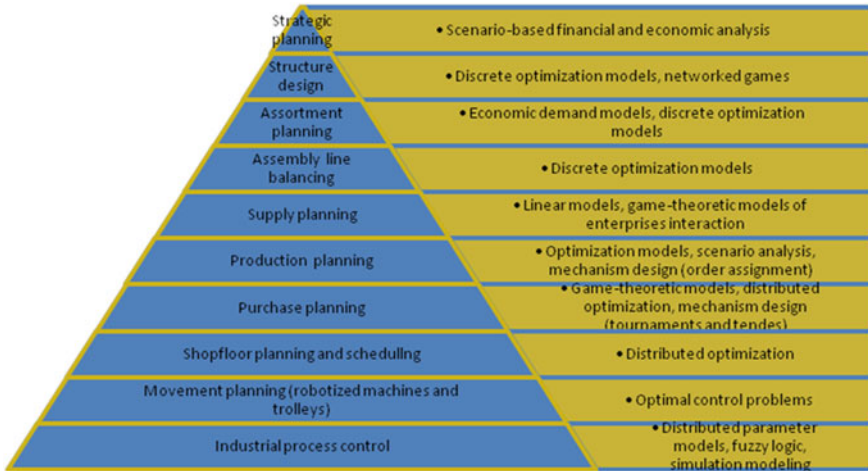 Strategic
planning
• Scenario-based financial and economic analysis
Structure
design
• Discrete optimization models, networked games
Assortment
planning
• Economic demand models, discrete optimization
models
Assembly line
balancing
• Discrete optimization models
Supply planning
• Linear models, game-theoretic models of
enterprises interaction
Production planning
• Optimization models, scenario analysis,
mechanism design (order assignment)
Purchase planning
• Game-theoretic models, distributed
optimization, mechanism design
(tournaments and tendes)
Shopfloor planning and scheduling
• Distributed optimization
Movement planning (robotized machines and
trolleys)
• Optimal control problems
Industrial process control
• Distributed parameter
models, fuzzy logic,
simulation modeling